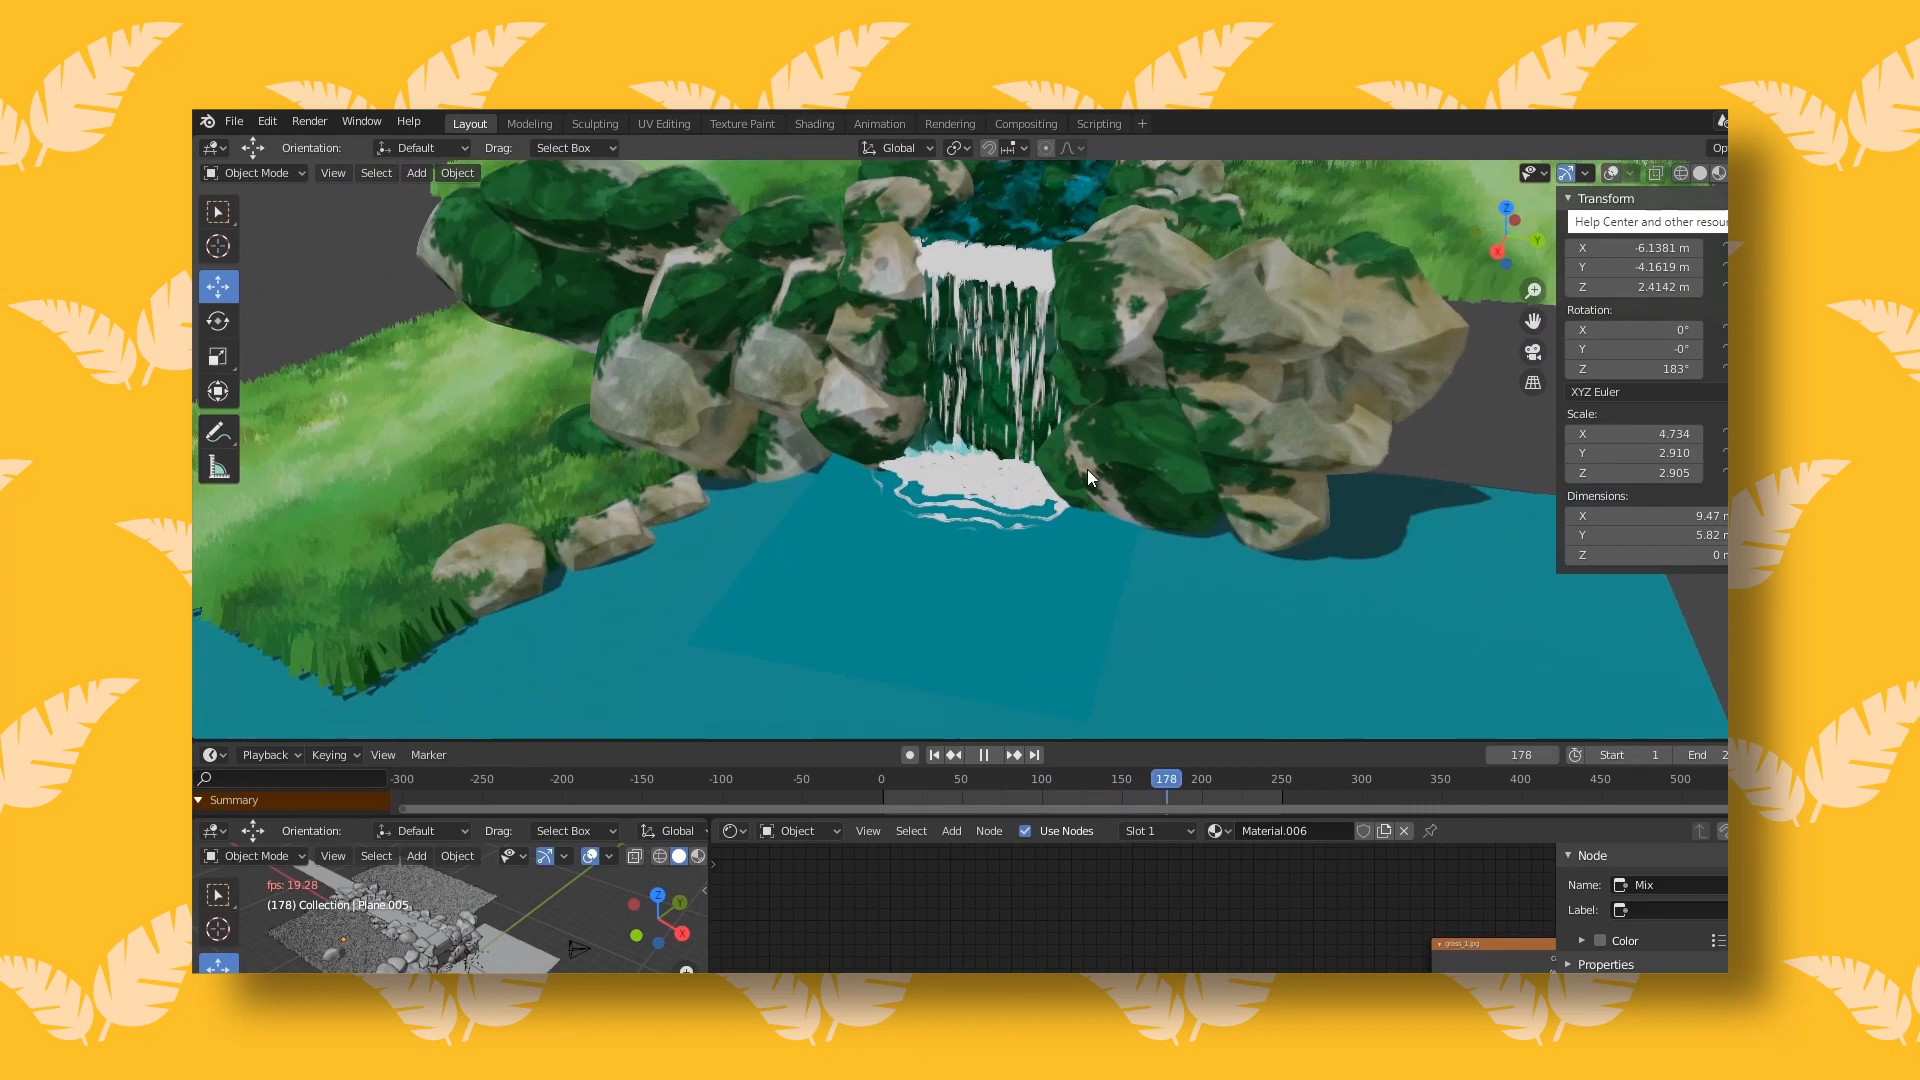 File Edit Render Window Help Layout Modeling Sculpting UV Editing Texture Paint Shading Animation Rendering Compositing Scripting +
Orientation: Default Drag: Select Box Global Op
Object Mode View Select Add Object
Z
Y
X
Transform
Help Center and other resour
X -6.1381 m
Y -4.1619 m
Z 2.4142 m
Rotation:
X 0°
Y -0°
Z 183°
XYZ Euler
Scale:
X 4.734
Y 2.910
Z 2.905
Dimensions:
X 9.47 m
Y 5.82 m
Z 0 m
Playback Keying View Marker 178 Start 1 End 2
-300 -250 -200 -150 -100 -50 0 50 100 150 178 200 250 300 350 400 450 500
Summary
Orientation: Default Drag: Select Box Global Object View Select Add Node Use Nodes Slot 1 Material.006
Object Mode View Select Add Object
fps: 19.28
(178) Collection | Plane.005
Z
Y
X
grass_1.jpg
Node
Name: Mix
Label:
Color
Properties